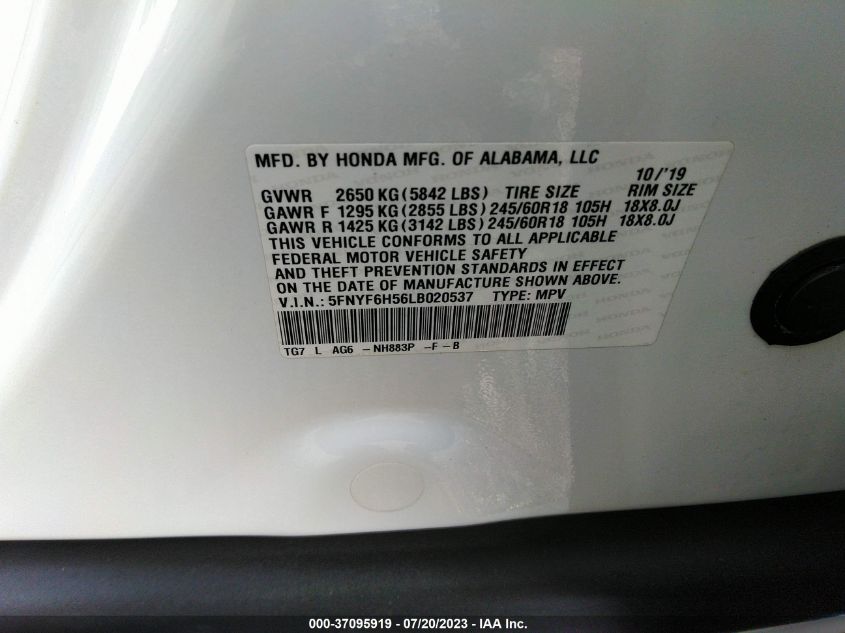 MFD. BY HONDA MFG. OF ALABAMA, LLC
10/'19
GVWR 2650 KG (5842 LBS) TIRE SIZE RIM SIZE
GAWR F 1295 KG (2855 LBS) 245/60R18 105H 18X8.0J
GAWR R 1425 KG (3142 LBS) 245/60R18 105H 18X8.0J
THIS VEHICLE CONFORMS TO ALL APPLICABLE
FEDERAL MOTOR VEHICLE SAFETY
AND THEFT PREVENTION STANDARDS IN EFFECT
ON THE DATE OF MANUFACTURE SHOWN ABOVE.
V.I.N.: 5FNYF6H56LB020537 TYPE: MPV
TG7 L AG6 -NH883P -F-B
000-37095919 - 07/20/2023 - IAA Inc.